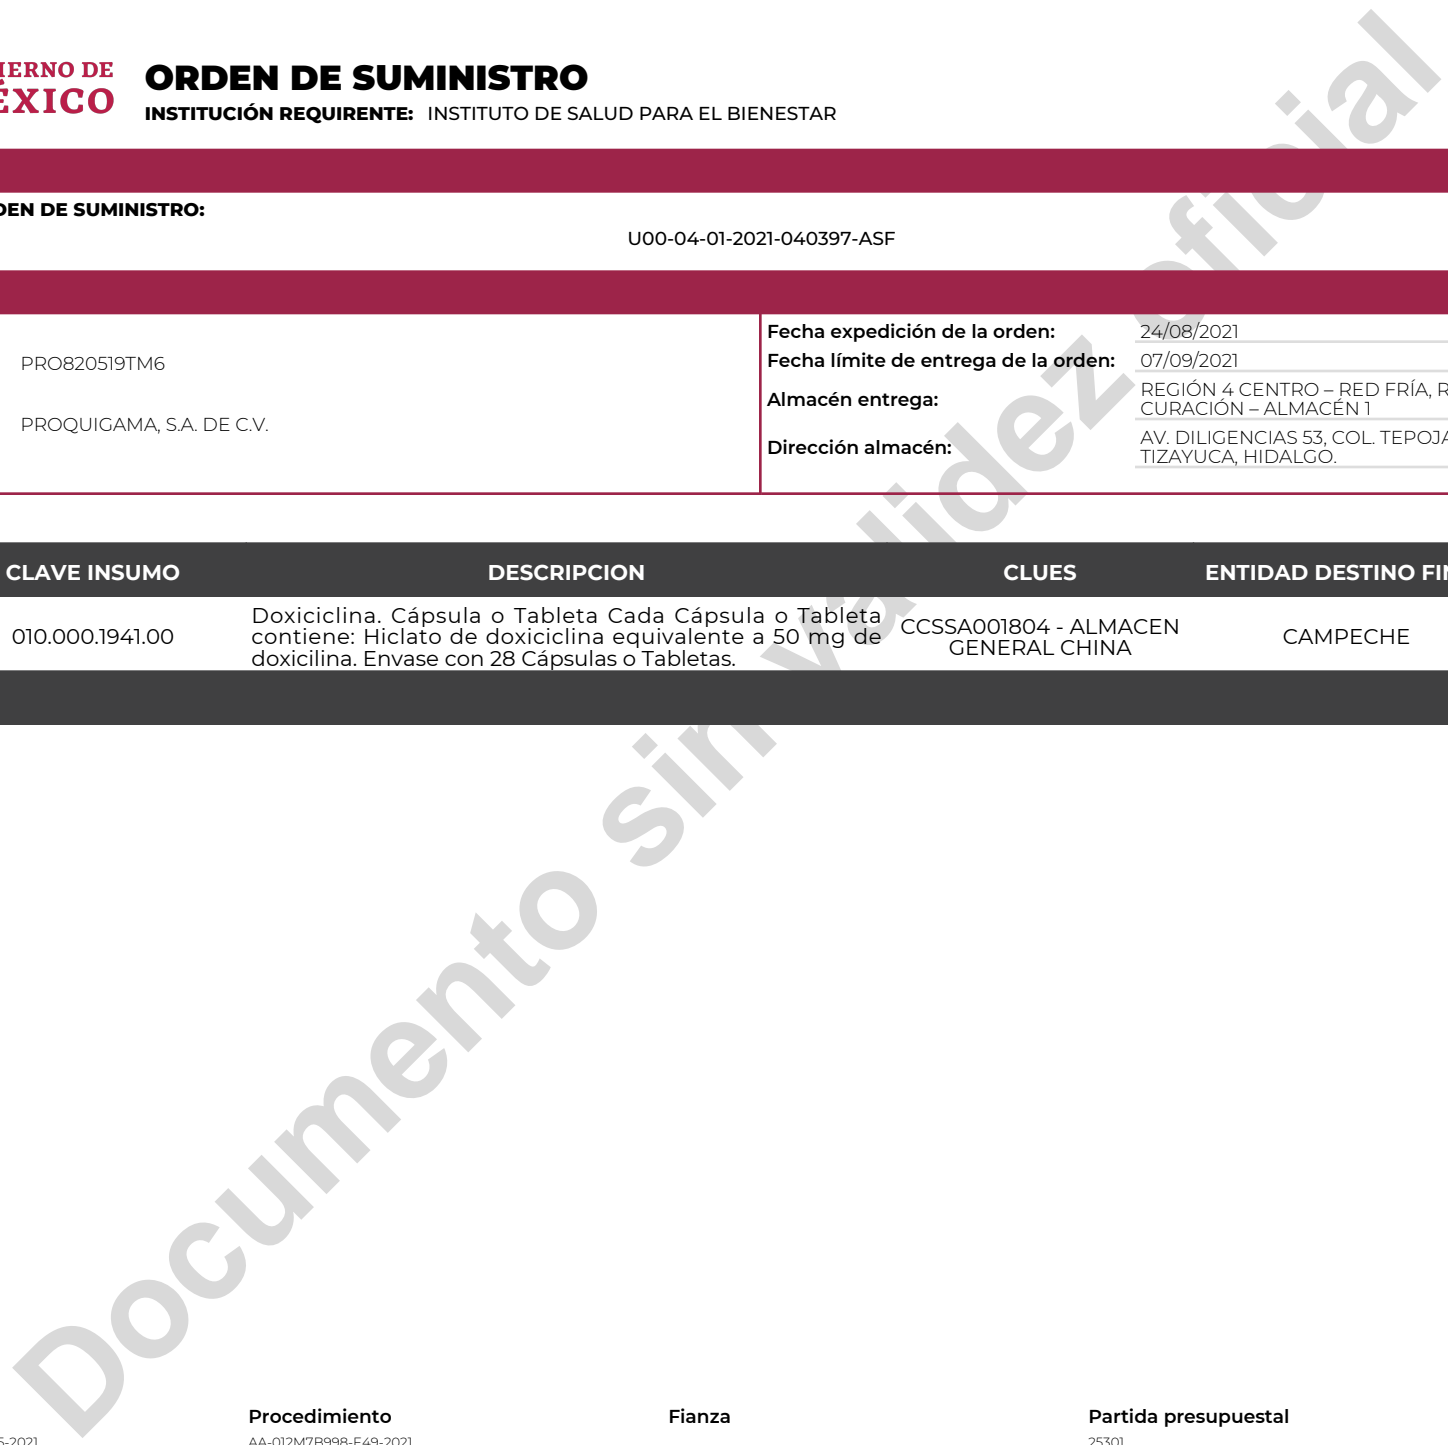 ORDEN DE SUMINISTRO
INSTITUCIÓN REQUIRENTE: INSTITUTO DE SALUD PARA EL BIENESTAR
DE
MÉXICO
DE SUMINISTRO:
U00-04-01-2021-040397-ASF
PRO820519TM6
PROQUIGAMA, S.A. DE C.V.
Fecha expedición de la orden: 24/08/2021
Fecha límite de entrega de la orden: 07/09/2021
Almacén entrega: REGIÓN 4 CENTRO – RED FRÍA,
CURACIÓN – ALMACÉN 1
Dirección almacén: AV. DILIGENCIAS 53, COL.
TIZAYUCA, HIDALGO.
CLAVE INSUMO DESCRIPCION CLUES ENTIDAD DESTINO
010.000.1941.00
Doxiciclina. Cápsula o Tableta Cada Cápsula o Tableta
contiene: Hiclato de doxiciclina equivalente a 50 mg de
doxicilina. Envase con 28 Cápsulas o Tabletas.
CCSSA001804 - ALMACEN
GENERAL CHINA
CAMPECHE
Documento sin validez oficial
Procedimiento Fianza Partida presupuestal
AA-012M7B998-E49-2021 25301